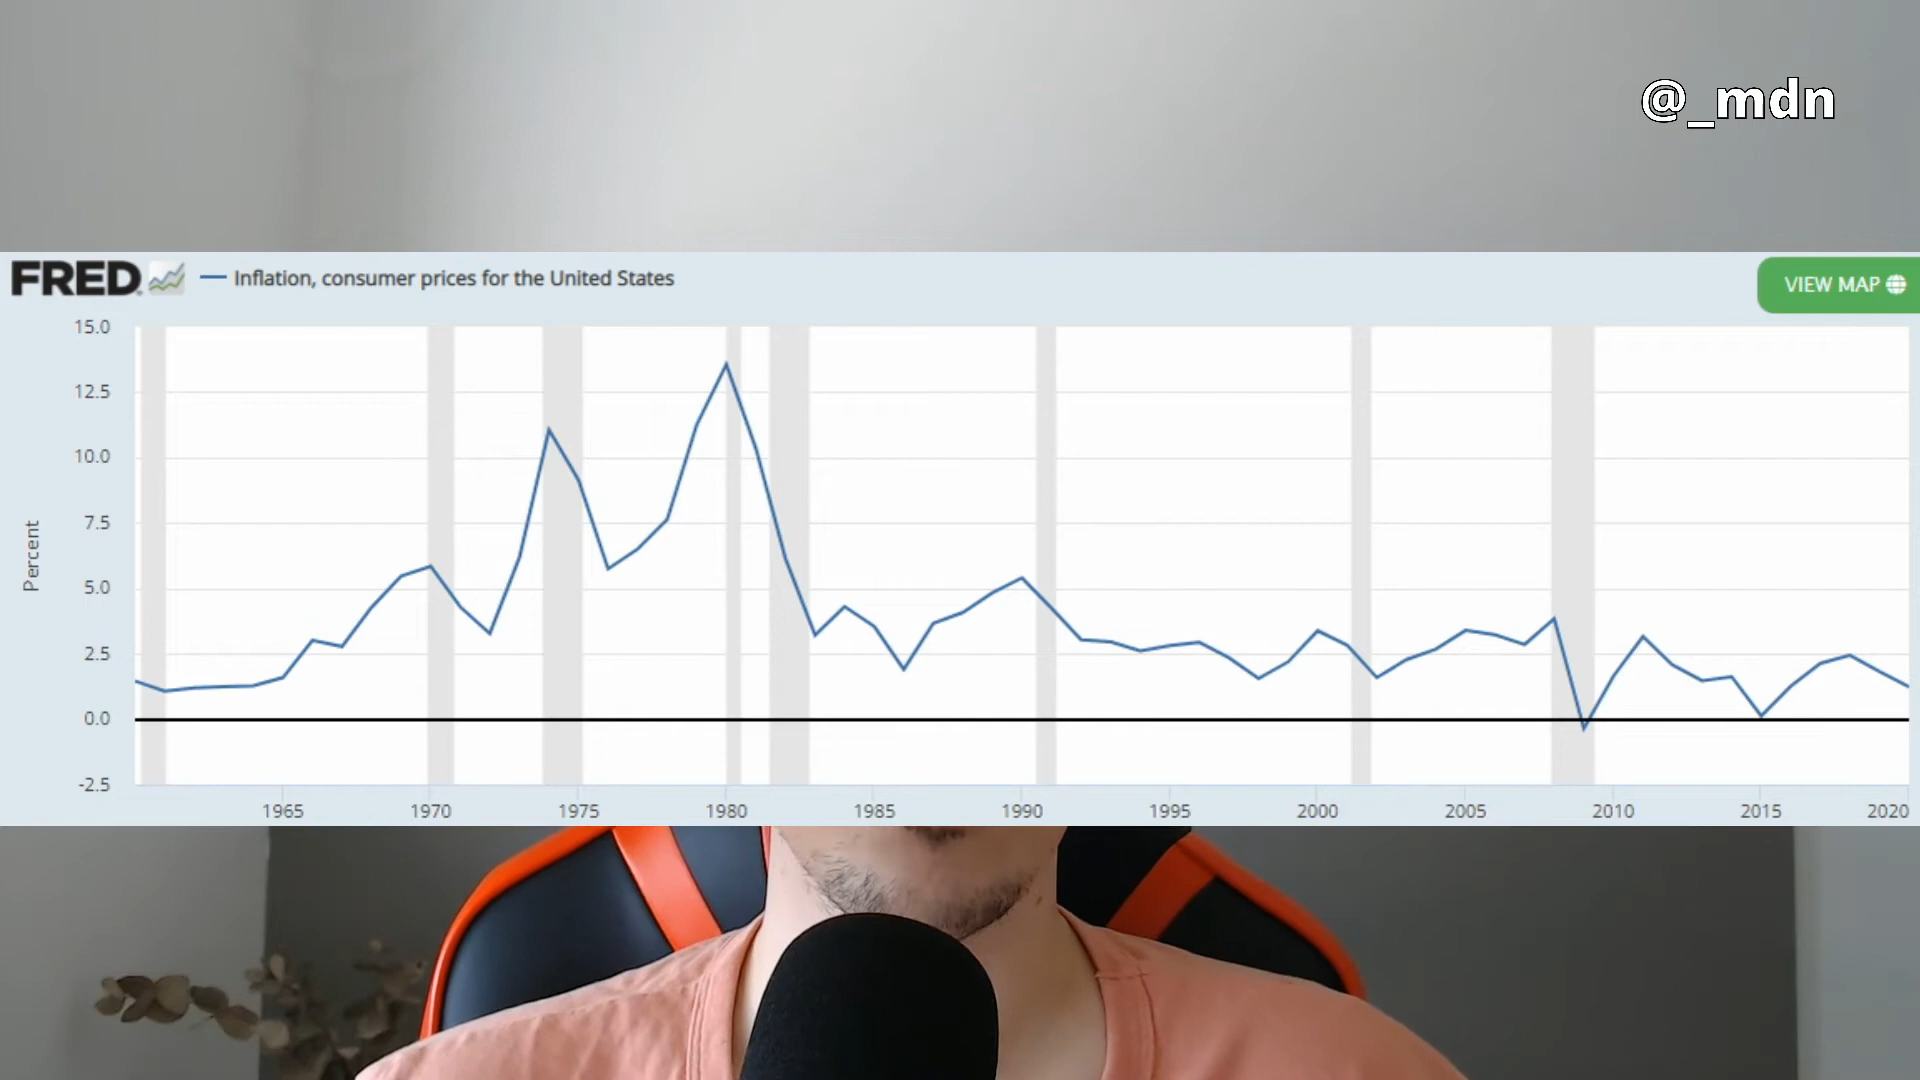 @_mdn
FRED
Inflation, consumer prices for the United States
VIEW MAP
15.0
12.5
10.0
7.5
5.0
2.5
0.0
-2.5
Percent
1965 1970 1975 1980 1985 1990 1995 2000 2005 2010 2015 2020